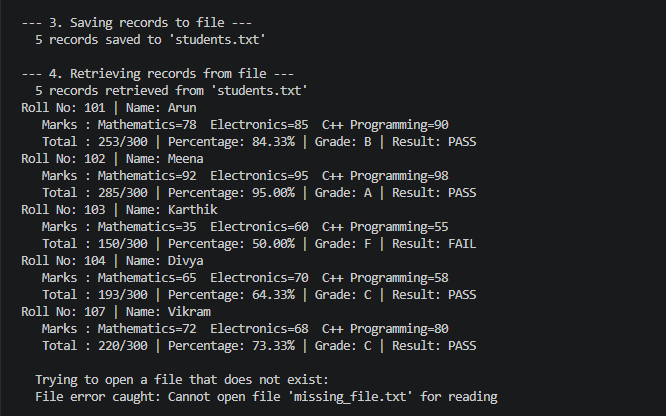 --- 3. Saving records to file ---
5 records saved to 'students.txt'
--- 4. Retrieving records from file ---
5 records retrieved from 'students.txt'
Roll No: 101 | Name: Arun
Marks : Mathematics=78  Electronics=85  C++ Programming=90
Total : 253/300 | Percentage: 84.33% | Grade: B | Result: PASS
Roll No: 102 | Name: Meena
Marks : Mathematics=92  Electronics=95  C++ Programming=98
Total : 285/300 | Percentage: 95.00% | Grade: A | Result: PASS
Roll No: 103 | Name: Karthik
Marks : Mathematics=35  Electronics=60  C++ Programming=55
Total : 150/300 | Percentage: 50.00% | Grade: F | Result: FAIL
Roll No: 104 | Name: Divya
Marks : Mathematics=65  Electronics=70  C++ Programming=58
Total : 193/300 | Percentage: 64.33% | Grade: C | Result: PASS
Roll No: 107 | Name: Vikram
Marks : Mathematics=72  Electronics=68  C++ Programming=80
Total : 220/300 | Percentage: 73.33% | Grade: C | Result: PASS
Trying to open a file that does not exist:
File error caught: Cannot open file 'missing_file.txt' for reading